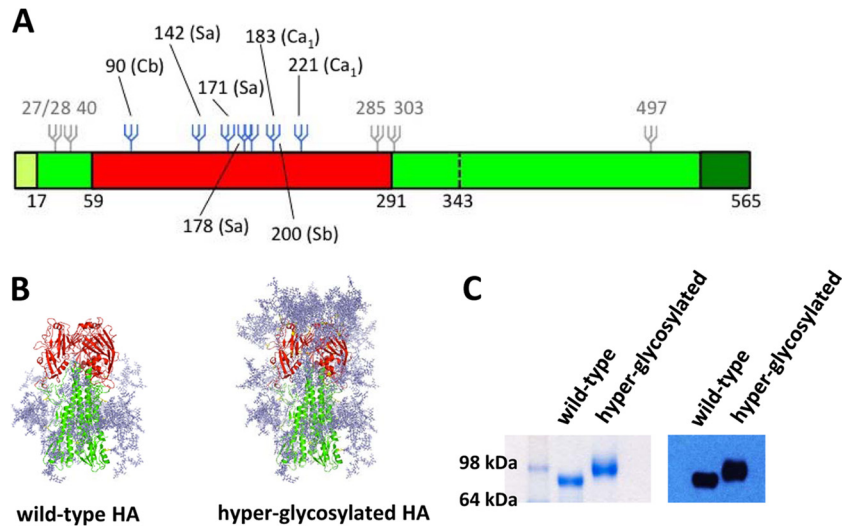 A
142 (Sa)
183 (Ca1)
90 (Cb)
171 (Sa)
221 (Ca1)
27/28 40
285 303
497
17
59
291
343
565
178 (Sa)
200 (Sb)
B
C
wild-type
hyper-glycosylated
wild-type
hyper-glycosylated
98 kDa
64 kDa
wild-type HA
hyper-glycosylated HA